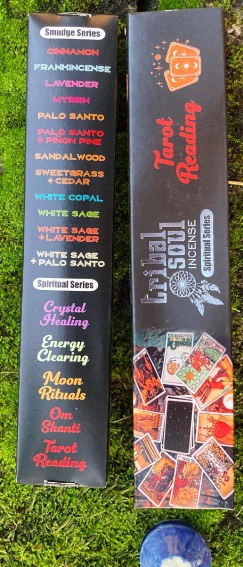 Smudge Series
CINNAMON
FRANKINCENSE
LAVENDER
MYRRH
PALO SANTO
PALO SANTO
+ PIÑON PINE
SANDALWOOD
SWEETGRASS
+ CEDAR
WHITE COPAL
WHITE SAGE
WHITE SAGE
+ LAVENDER
WHITE SAGE
+ PALO SANTO
Spiritual Series
Crystal
Healing
Energy
Clearing
Moon
Rituals
Om
Shanti
Tarot
Reading
Tarot
Reading
tribal
soul
INCENSE
Spiritual Series